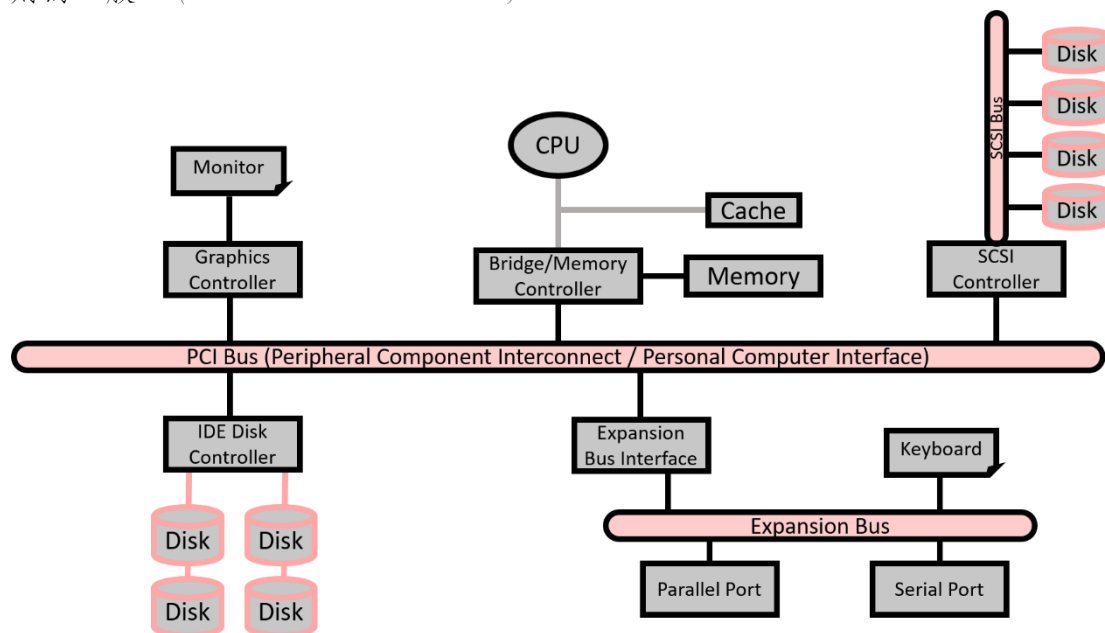 Disk
Disk
Disk
Disk
SCSI Bus
CPU
Monitor
Cache
Graphics
Controller
Bridge/Memory
Controller
Memory
SCSI
Controller
PCI Bus (Peripheral Component Interconnect / Personal Computer Interface)
IDE Disk
Controller
Expansion
Bus Interface
Keyboard
Disk
Disk
Expansion Bus
Disk
Disk
Parallel Port
Serial Port